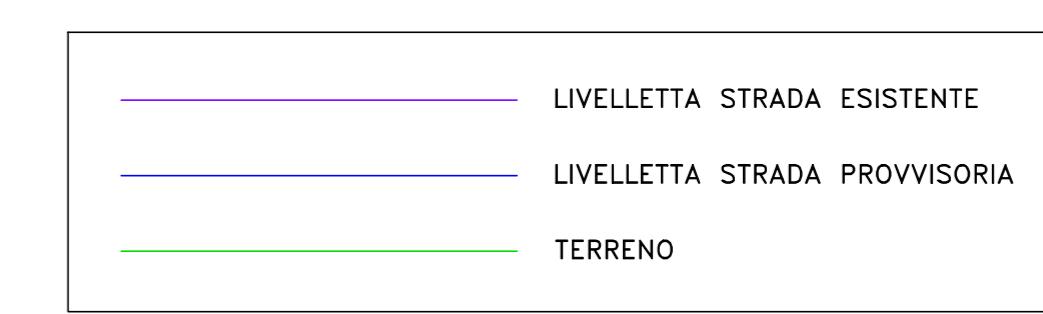 LIVELLETTA STRADA ESISTENTE
LIVELLETTA STRADA PROVVISORIA
TERRENO